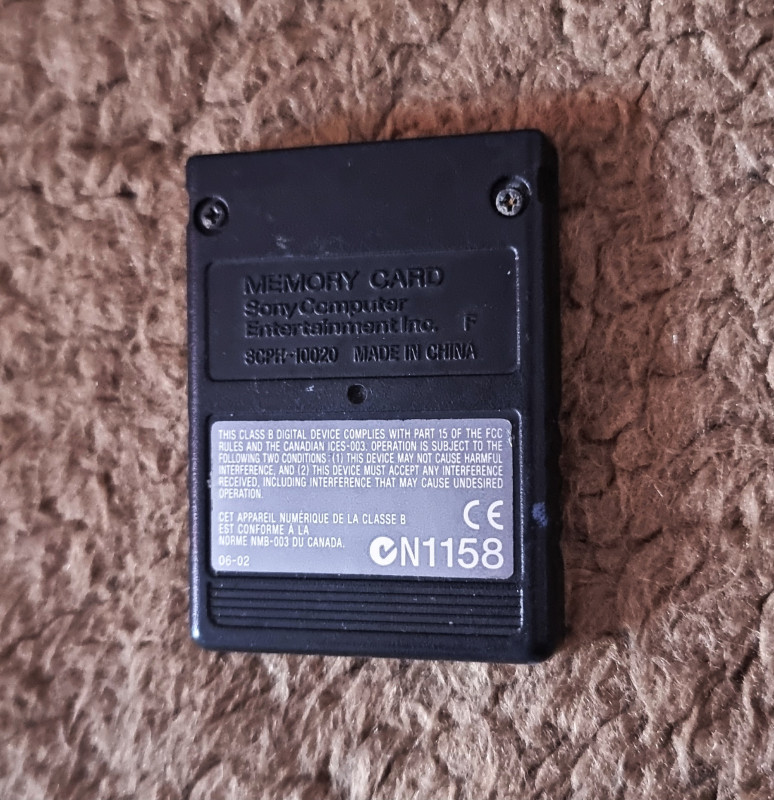 MEMORY CARD
Sony Computer
Entertainment Inc. F
SCPH-10020 MADE IN CHINA
THIS CLASS B DIGITAL DEVICE COMPLIES WITH PART 15 OF THE FCC
RULES AND THE CANADIAN ICES-003. OPERATION IS SUBJECT TO THE
FOLLOWING TWO CONDITIONS: (1) THIS DEVICE MAY NOT CAUSE HARMFUL
INTERFERENCE, AND (2) THIS DEVICE MUST ACCEPT ANY INTERFERENCE
RECEIVED, INCLUDING INTERFERENCE THAT MAY CAUSE UNDESIRED
OPERATION.
CET APPAREIL NUMÉRIQUE DE LA CLASSE B
EST CONFORME À LA
NORME NMB-003 DU CANADA.
06-02
CE
N1158